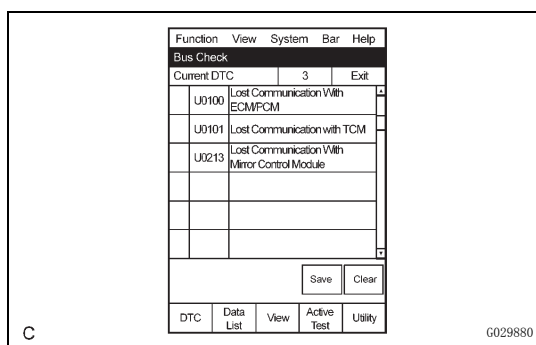 Function View System Bar Help
Bus Check
Current DTC 3 Exit
U0100 Lost Communication With
ECM/PCM
U0101 Lost Communication with TCM
U0213 Lost Communication With
Mirror Control Module
Save Clear
DTC Data List View Active Test Utility
C
G029880